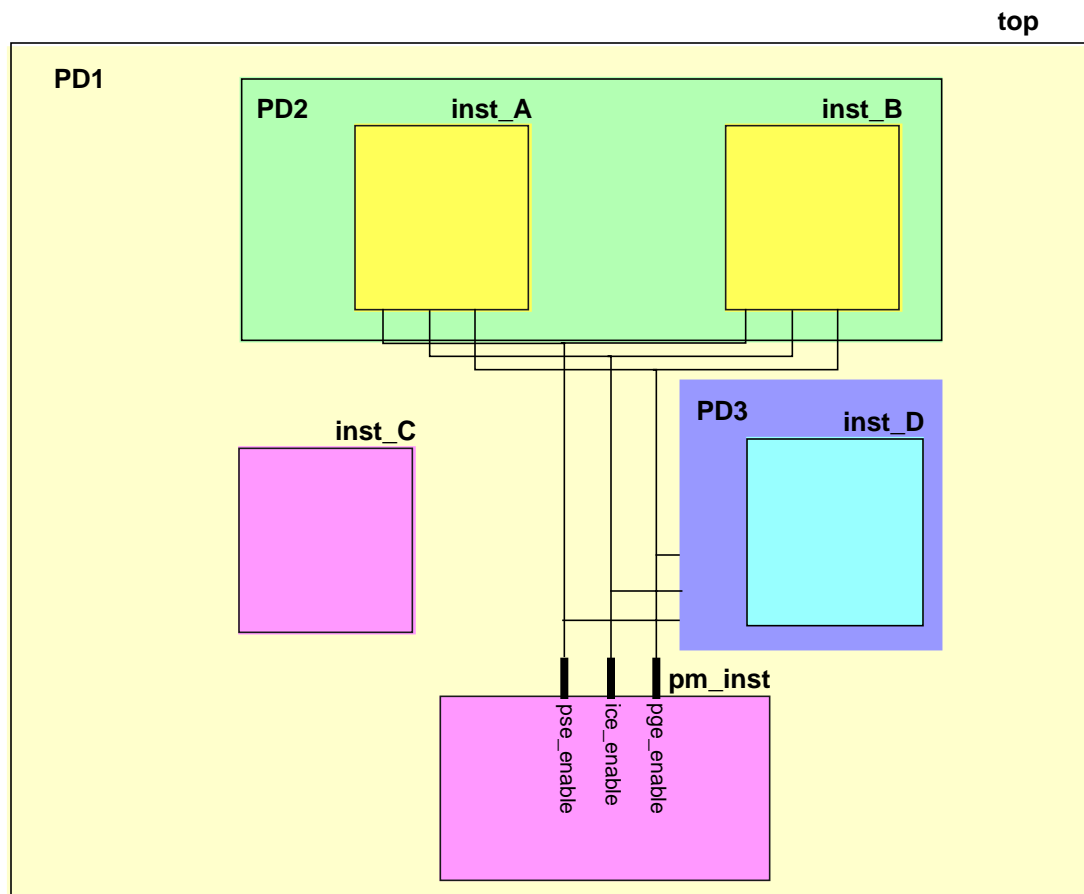 top
PD1
PD2
inst_A
inst_B
PD3
inst_C
inst_D
pm_inst
pse_enable
ice_enable
pge_enable